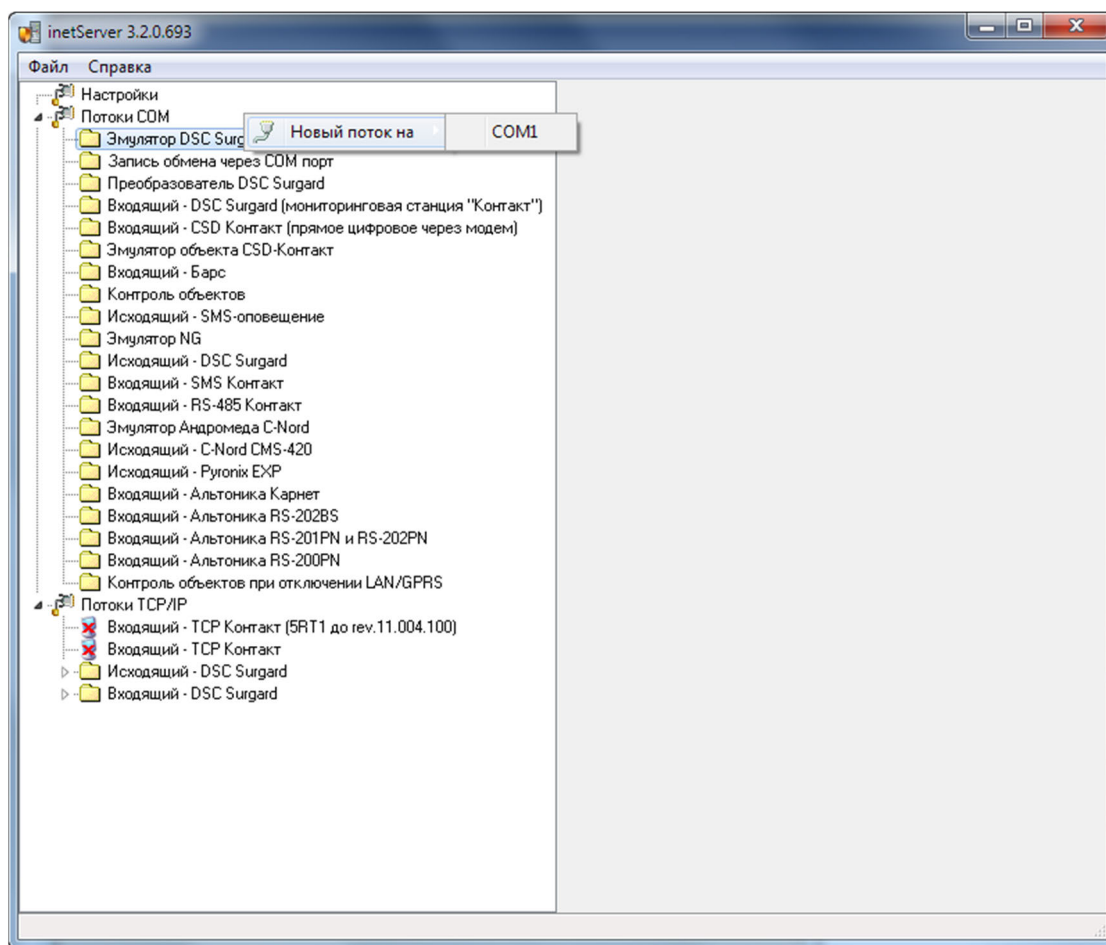 inetServer 3.2.0.693
Файл Справка
Настройки
Потоки COM
Эмулятор DSC Surg
Новый поток на
COM1
Запись обмена через COM порт
Преобразователь DSC Surgard
Входящий - DSC Surgard (мониторинговая станция "Контакт")
Входящий - CSD Контакт (прямое цифровое через модем)
Эмулятор объекта CSD-Контакт
Входящий - Барс
Контроль объектов
Исходящий - SMS-оповещение
Эмулятор NG
Исходящий - DSC Surgard
Входящий - SMS Контакт
Входящий - RS-485 Контакт
Эмулятор Андромеда C-Nord
Исходящий - C-Nord CMS-420
Исходящий - Pyronix EXP
Входящий - Альтоника Карнет
Входящий - Альтоника RS-202BS
Входящий - Альтоника RS-201PN и RS-202PN
Входящий - Альтоника RS-200PN
Контроль объектов при отключении LAN/GPRS
Потоки TCP/IP
Входящий - TCP Контакт (5RT1 до rev.11.004.100)
Входящий - TCP Контакт
Исходящий - DSC Surgard
Входящий - DSC Surgard